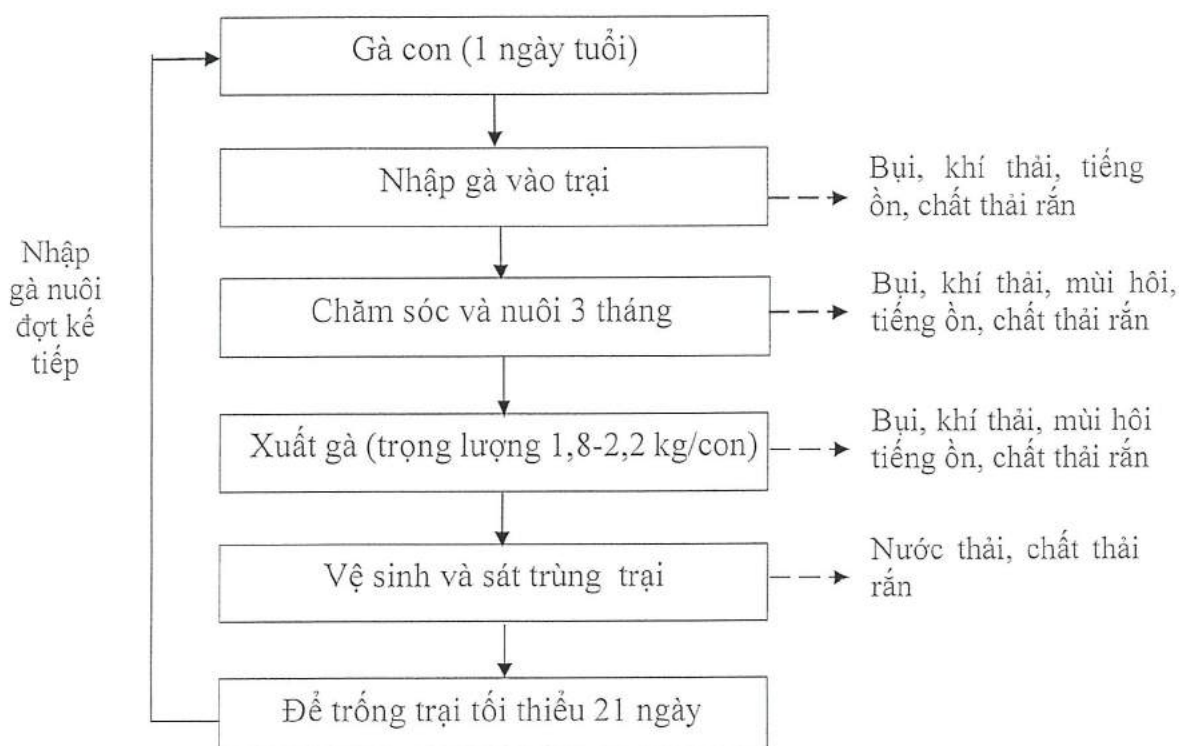 Gà con (1 ngày tuổi)
Nhập gà vào trại
Bụi, khí thải, tiếng
ồn, chất thải rắn
Nhập
gà nuôi
đợt kế
tiếp
Chăm sóc và nuôi 3 tháng
Bụi, khí thải, mùi hôi,
tiếng ồn, chất thải rắn
Xuất gà (trọng lượng 1,8-2,2 kg/con)
Bụi, khí thải, mùi hôi
tiếng ồn, chất thải rắn
Vệ sinh và sát trùng trại
Nước thải, chất thải
rắn
Để trống trại tối thiểu 21 ngày